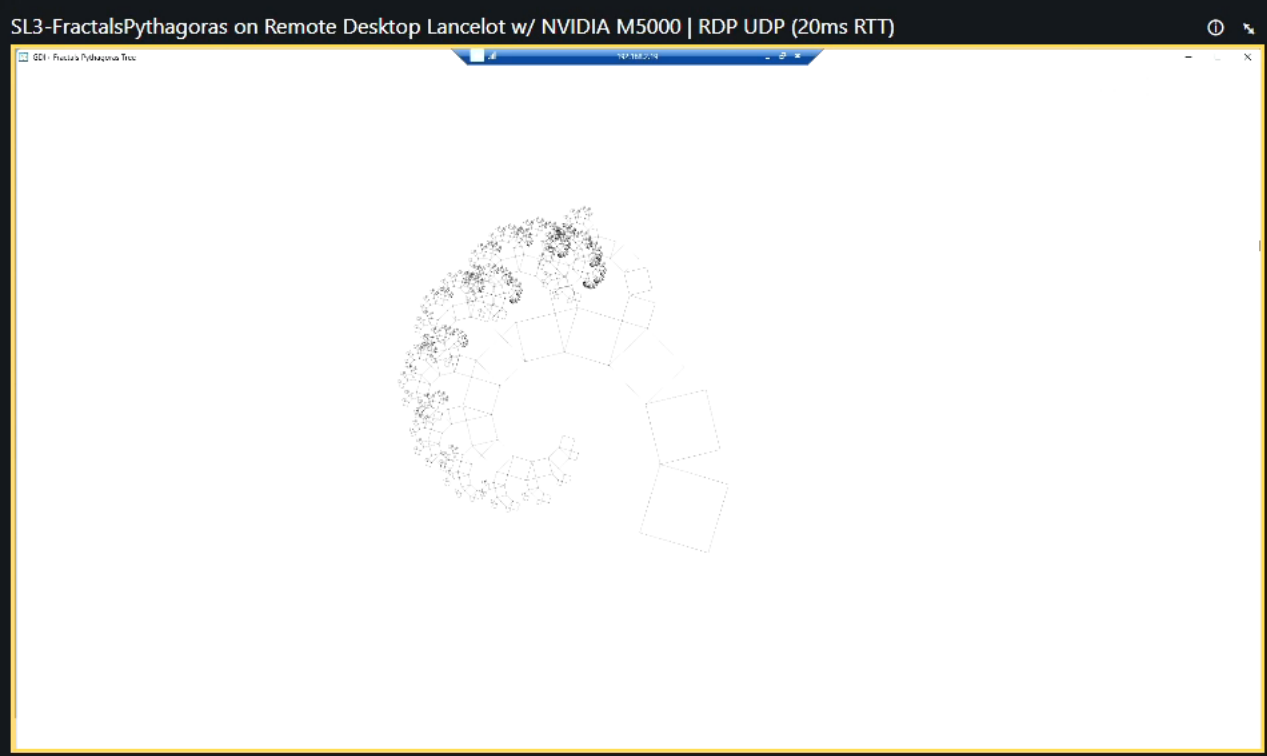 SL3-FractalsPythagoras on Remote Desktop Lancelot w/ NVIDIA M5000 | RDP UDP (20ms RTT)
GDI - Fractals Pythagoras Tree